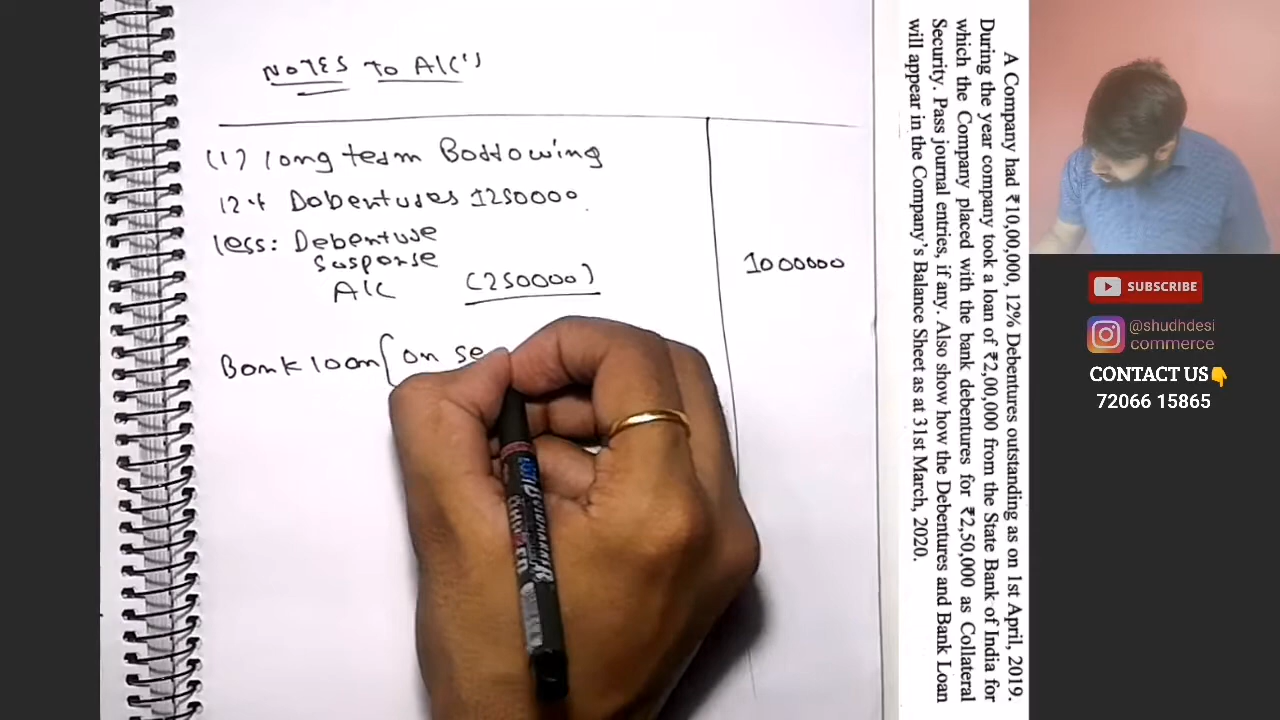 NOTES TO A/C's
(1) long term Borrowing
12% Debentures 1250000
less: Debenture
Susponse
A/C (250000)
1000000
Bank loan (on se
A Company had ₹10,00,000, 12% Debentures outstanding as on 1st April, 2019.
During the year company took a loan of ₹2,00,000 from the State Bank of India for
which the Company placed with the bank debentures for ₹2,50,000 as Collateral
Security. Pass journal entries, if any. Also show how the Debentures and Bank Loan
will appear in the Company's Balance Sheet as at 31st March, 2020.
SUBSCRIBE
@shudhdesi
commerce
CONTACT US👇
72066 15865